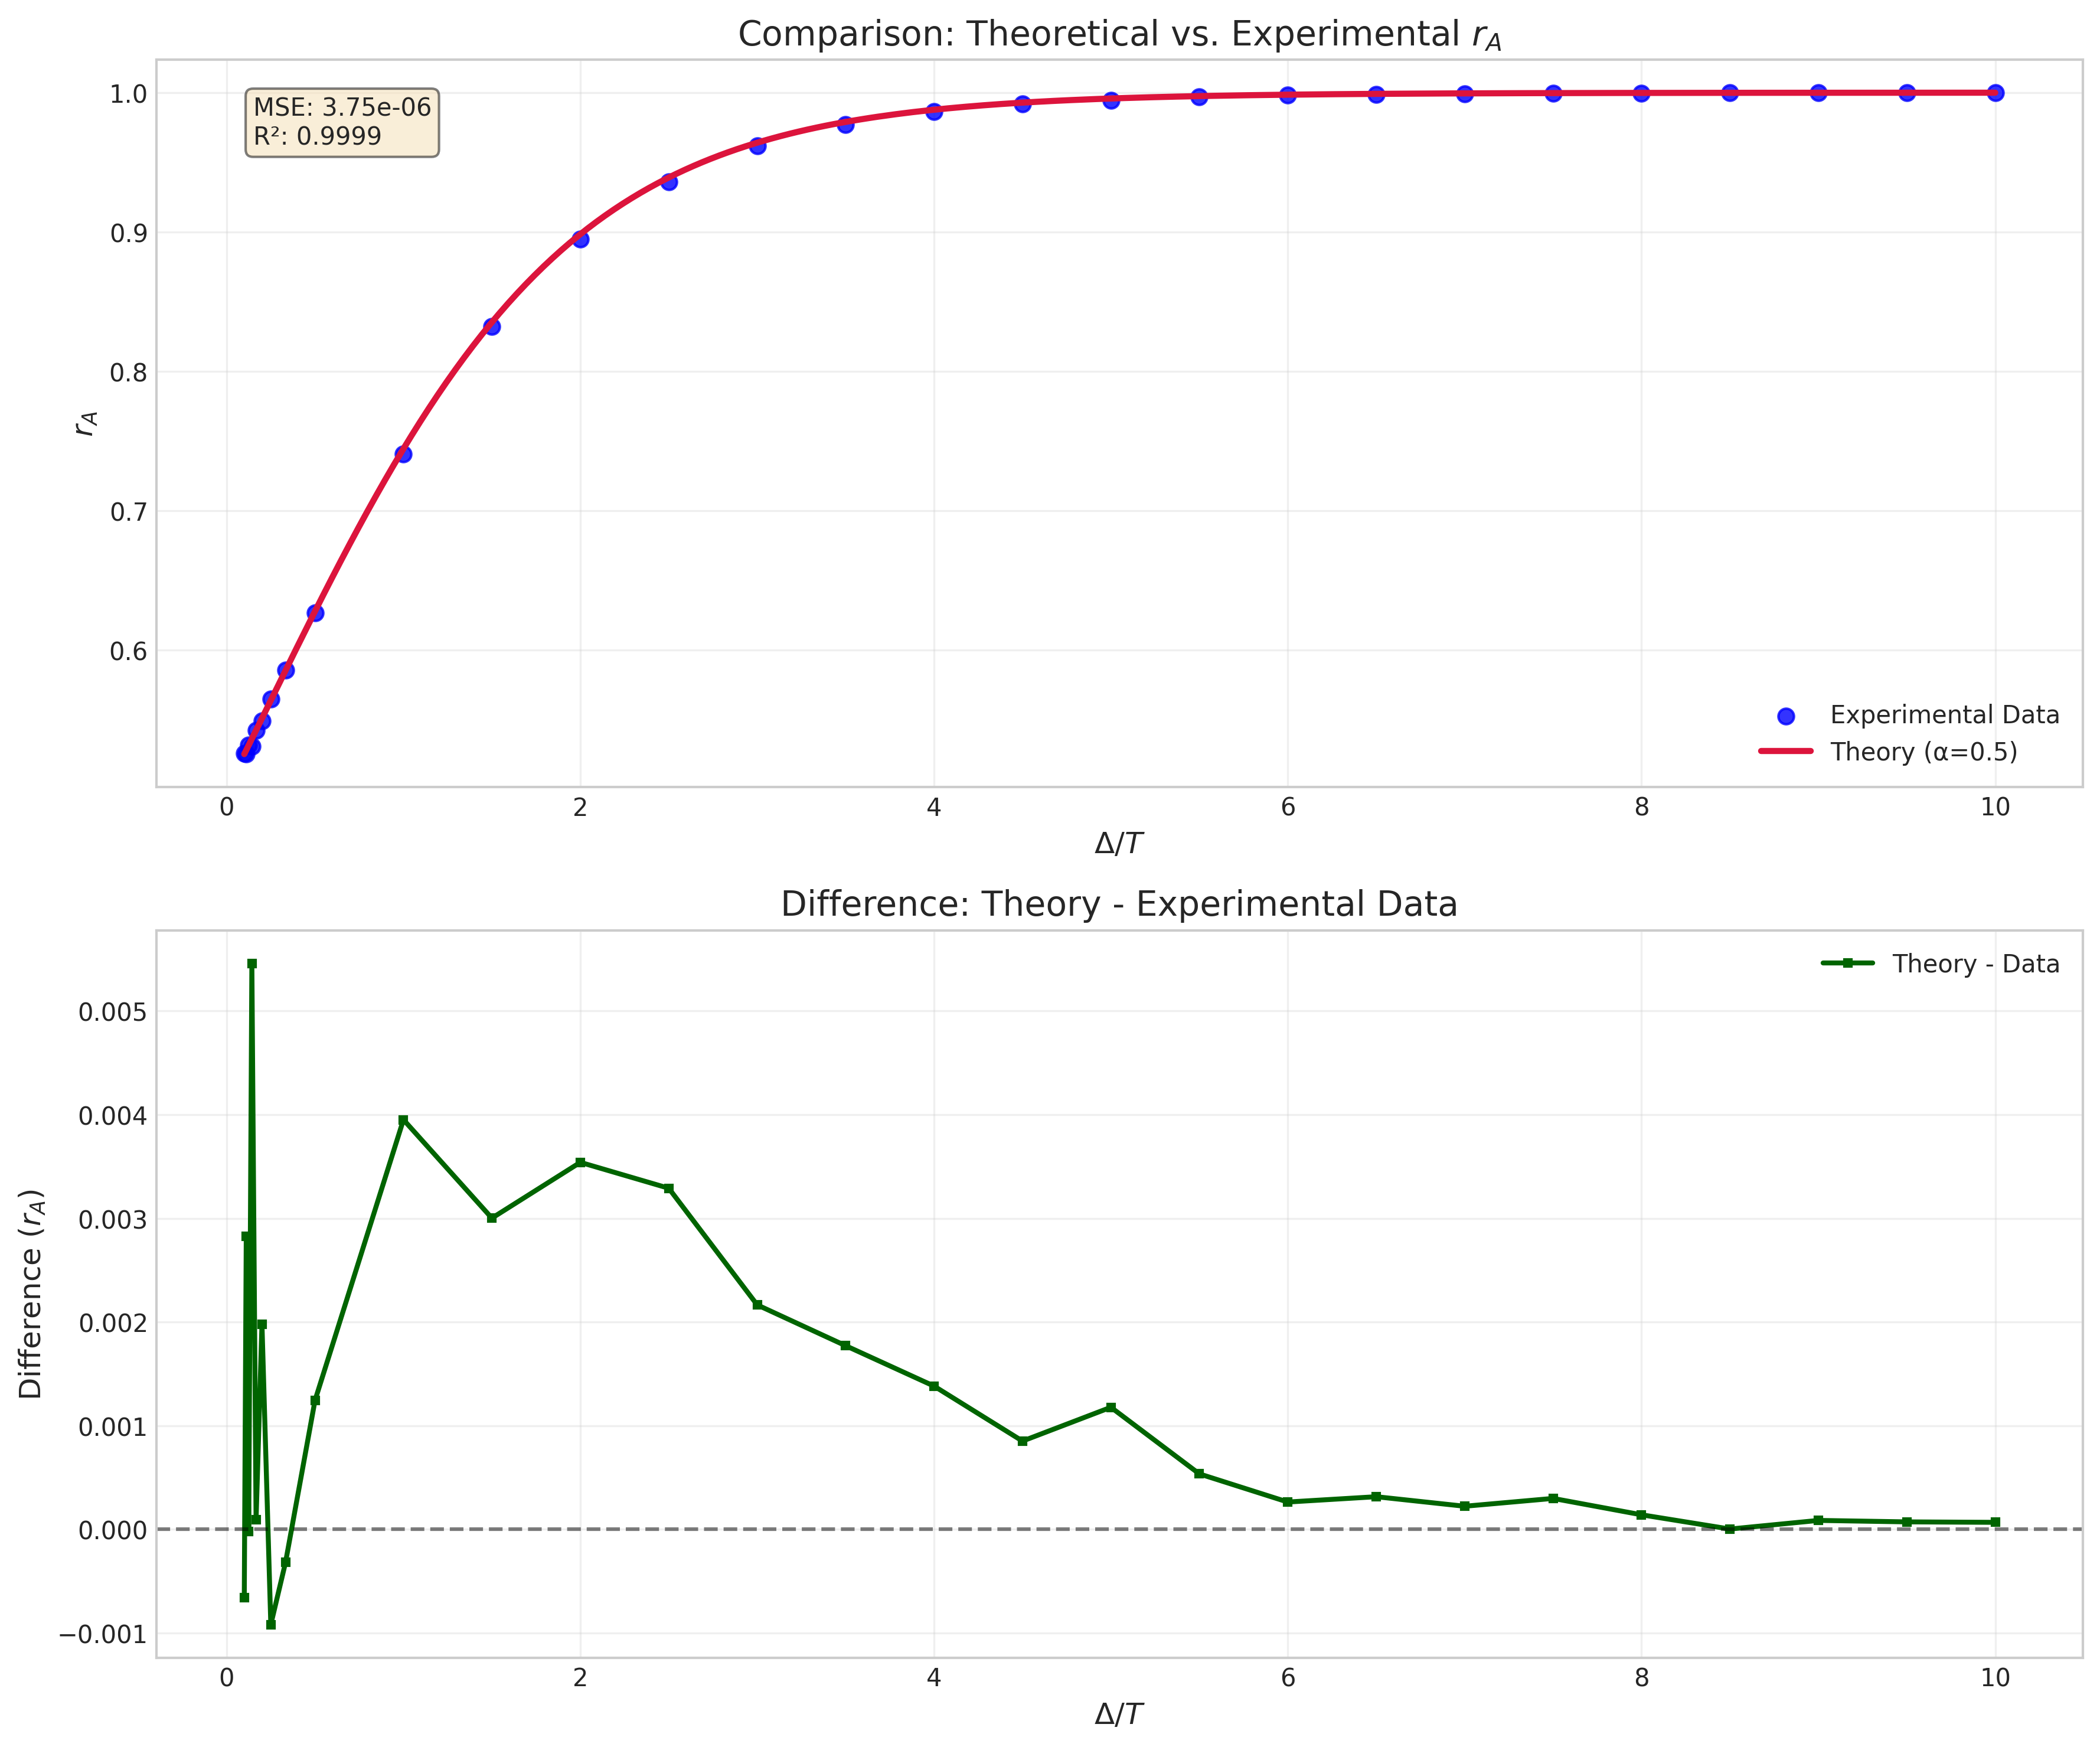 Comparison: Theoretical vs. Experimental r_A
MSE: 3.75e-06
R²: 0.9999
1.0
0.9
0.8
0.7
0.6
r_A
Experimental Data
Theory (α=0.5)
0 2 4 6 8 10
Δ/T
Difference: Theory - Experimental Data
Theory - Data
0.005
0.004
0.003
0.002
0.001
0.000
−0.001
Difference (r_A)
0 2 4 6 8 10
Δ/T